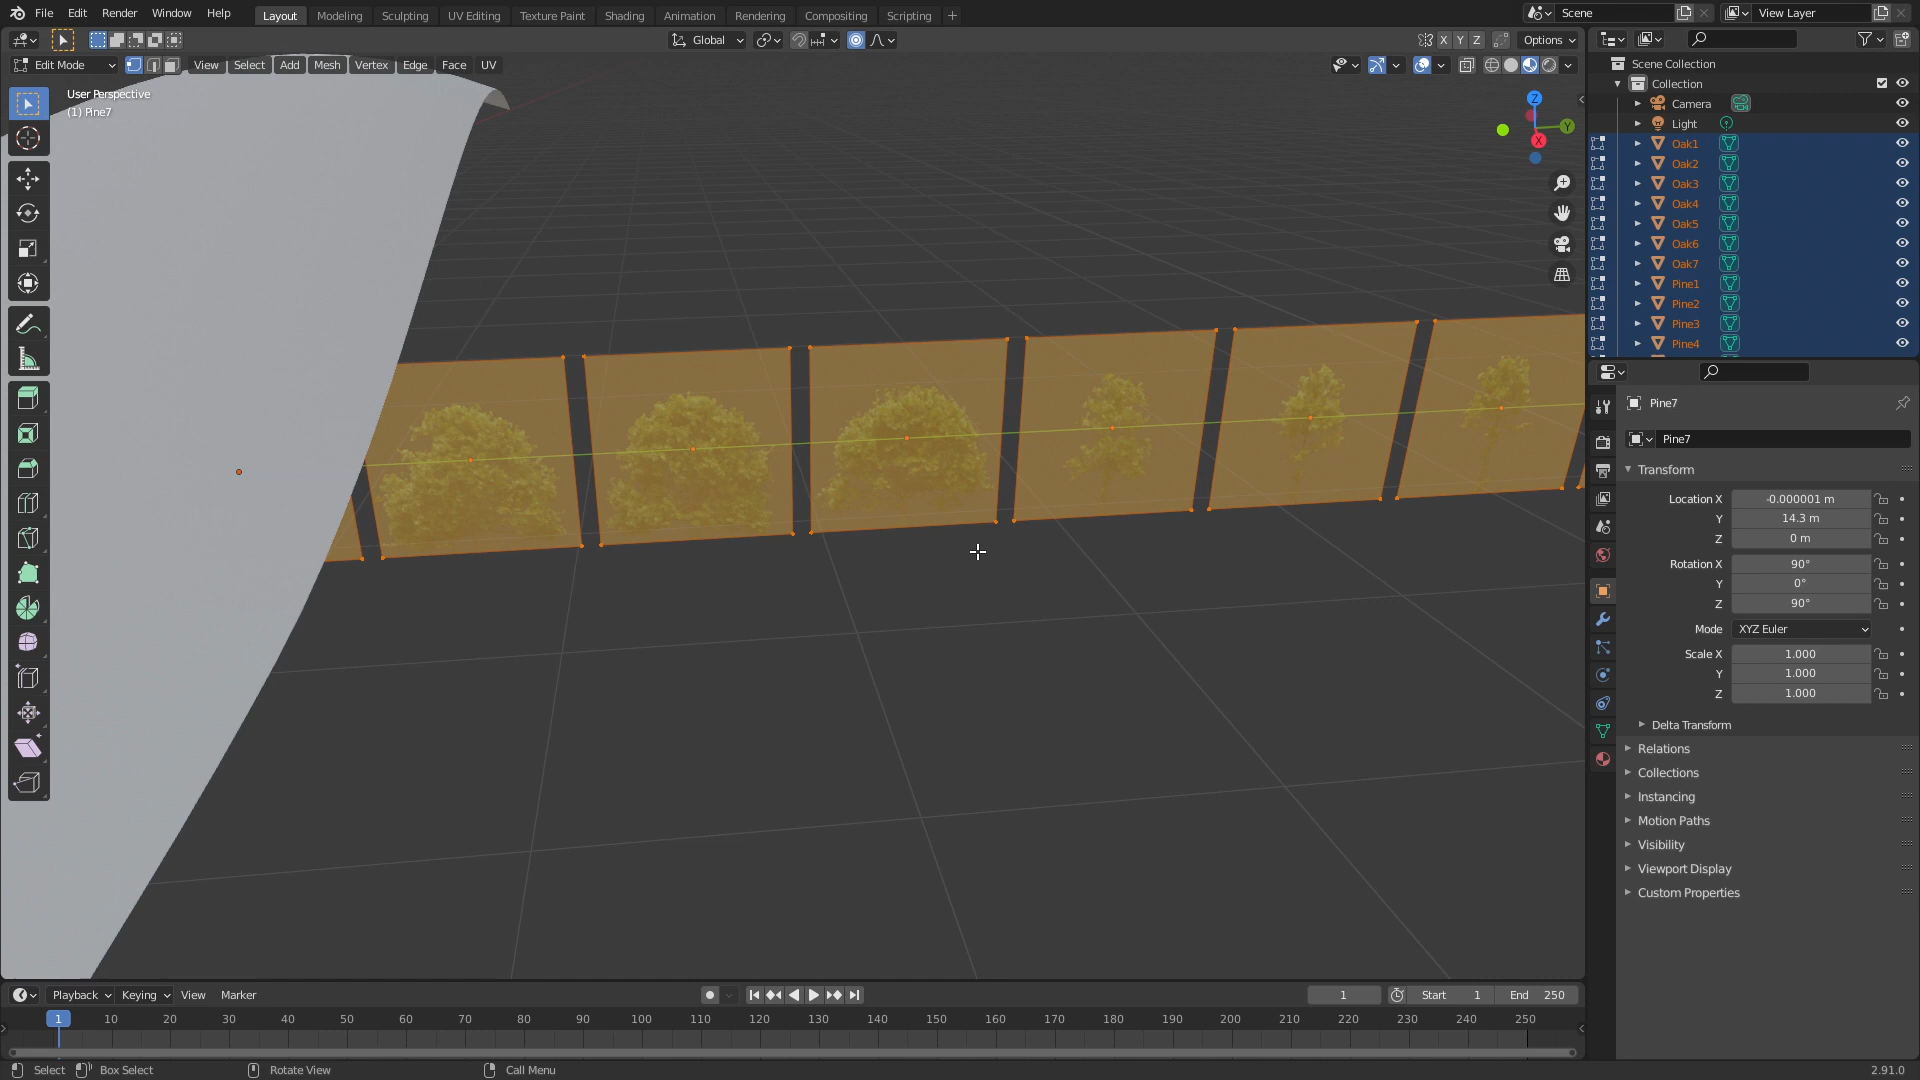 File Edit Render Window Help Layout Modeling Sculpting UV Editing Texture Paint Shading Animation Rendering Compositing Scripting + Scene View Layer
Global X Y Z Options
Edit Mode View Select Add Mesh Vertex Edge Face UV
User Perspective
(1) Pine7
Z
Y
X
Scene Collection
Collection
Camera
Light
Oak1
Oak2
Oak3
Oak4
Oak5
Oak6
Oak7
Pine1
Pine2
Pine3
Pine4
Pine7
Pine7
Transform
Location X -0.000001 m
Y 14.3 m
Z 0 m
Rotation X 90°
Y 0°
Z 90°
Mode XYZ Euler
Scale X 1.000
Y 1.000
Z 1.000
Delta Transform
Relations
Collections
Instancing
Motion Paths
Visibility
Viewport Display
Custom Properties
Playback Keying View Marker 1 Start 1 End 250
1 10 20 30 40 50 60 70 80 90 100 110 120 130 140 150 160 170 180 190 200 210 220 230 240 250
Select Box Select Rotate View Call Menu 2.91.0